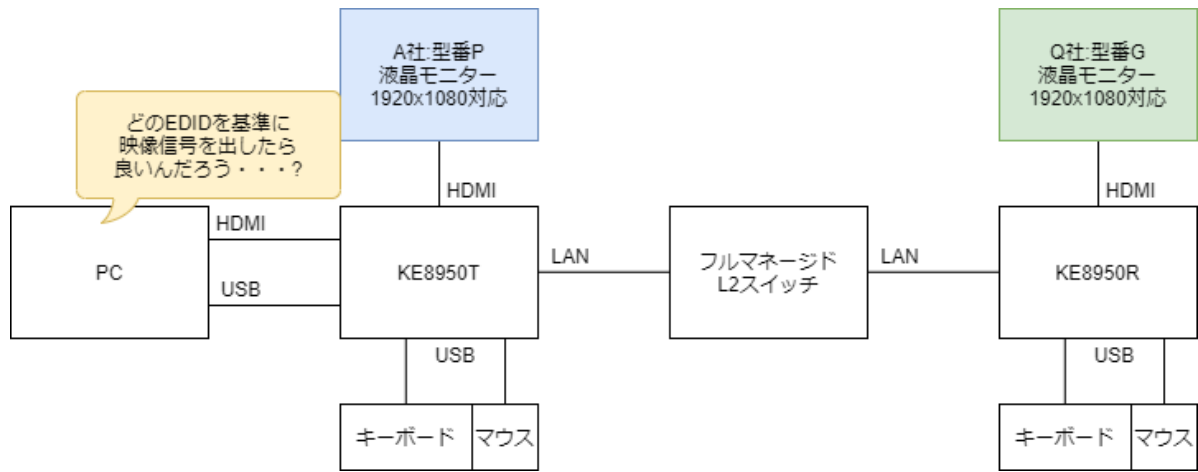 A社:型番P
液晶モニター
1920x1080対応
Q社:型番G
液晶モニター
1920x1080対応
どのEDIDを基準に
映像信号を出したら
良いんだろう・・・?
HDMI
HDMI
PC
HDMI
USB
KE8950T
LAN
フルマネージド
L2スイッチ
LAN
KE8950R
USB
USB
キーボード
マウス
キーボード
マウス